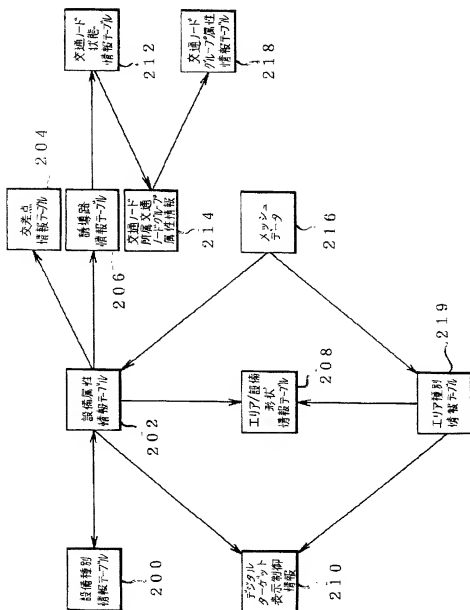 交通ノード
状態
情報テーブル
212
交通ノード
グループ属性
情報テーブル
218
交差点
情報テーブル
204
誘導路
情報テーブル
206
交通ノード
所属交通
ノードグループ
属性情報
214
メッシュ
データ
216
設備属性
情報テーブル
202
エリア/設備
形状
情報テーブル
208
エリア種別
情報テーブル
219
設備種別
情報テーブル
200
デジタル
ターゲット
表示制御
情報
210